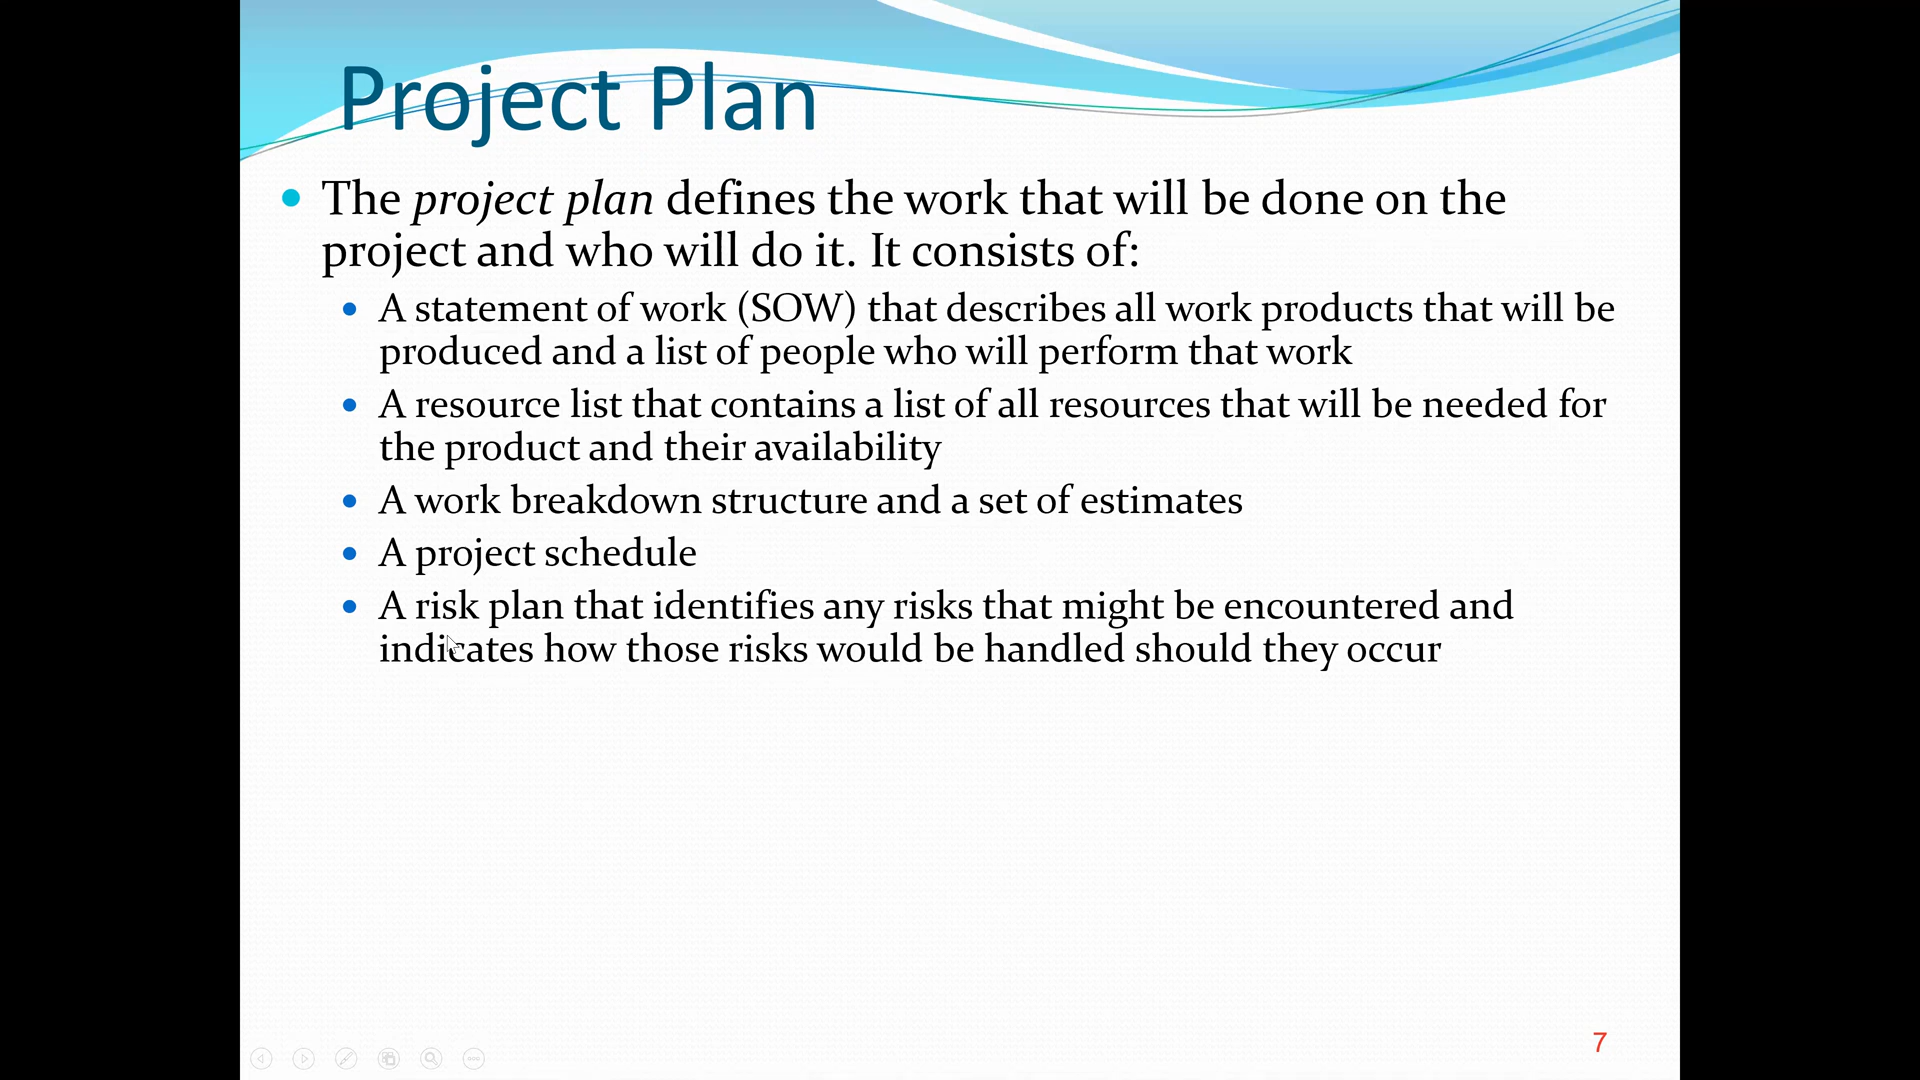 Project Plan
The project plan defines the work that will be done on the
project and who will do it. It consists of:
A statement of work (SOW) that describes all work products that will be
produced and a list of people who will perform that work
A resource list that contains a list of all resources that will be needed for
the product and their availability
A work breakdown structure and a set of estimates
A project schedule
A risk plan that identifies any risks that might be encountered and
indicates how those risks would be handled should they occur
7